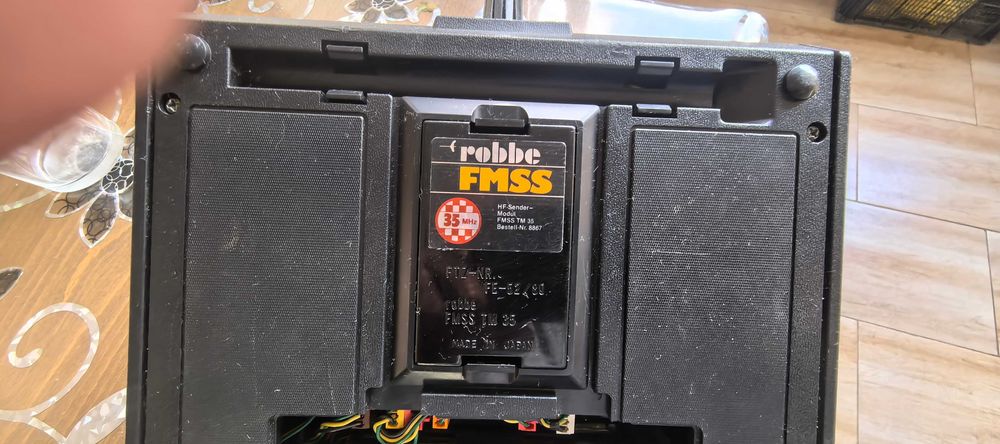 robbe
FMSS
35 MHz
HF-Sender-
Modul
FMSS TM 35
Bestell-Nr. 8867
FTZ-NR.
FE-52/80
robbe
FMSS TM 35
MADE IN JAPAN